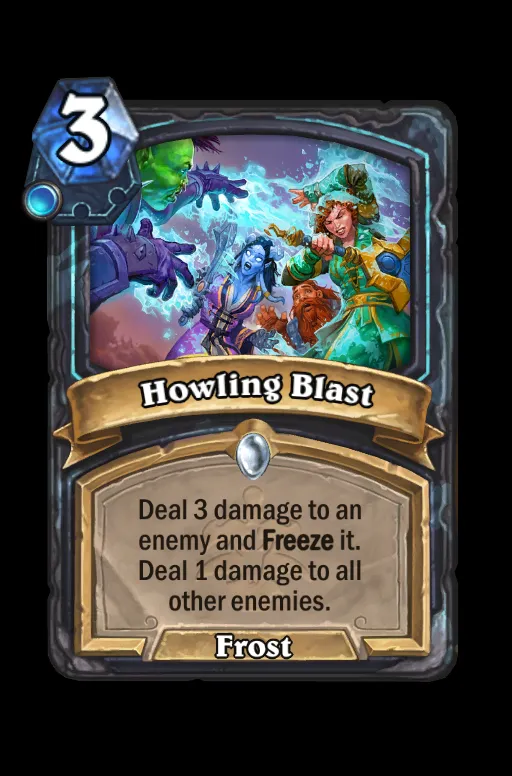 3
Howling Blast
Deal 3 damage to an
enemy and Freeze it.
Deal 1 damage to all
other enemies.
Frost